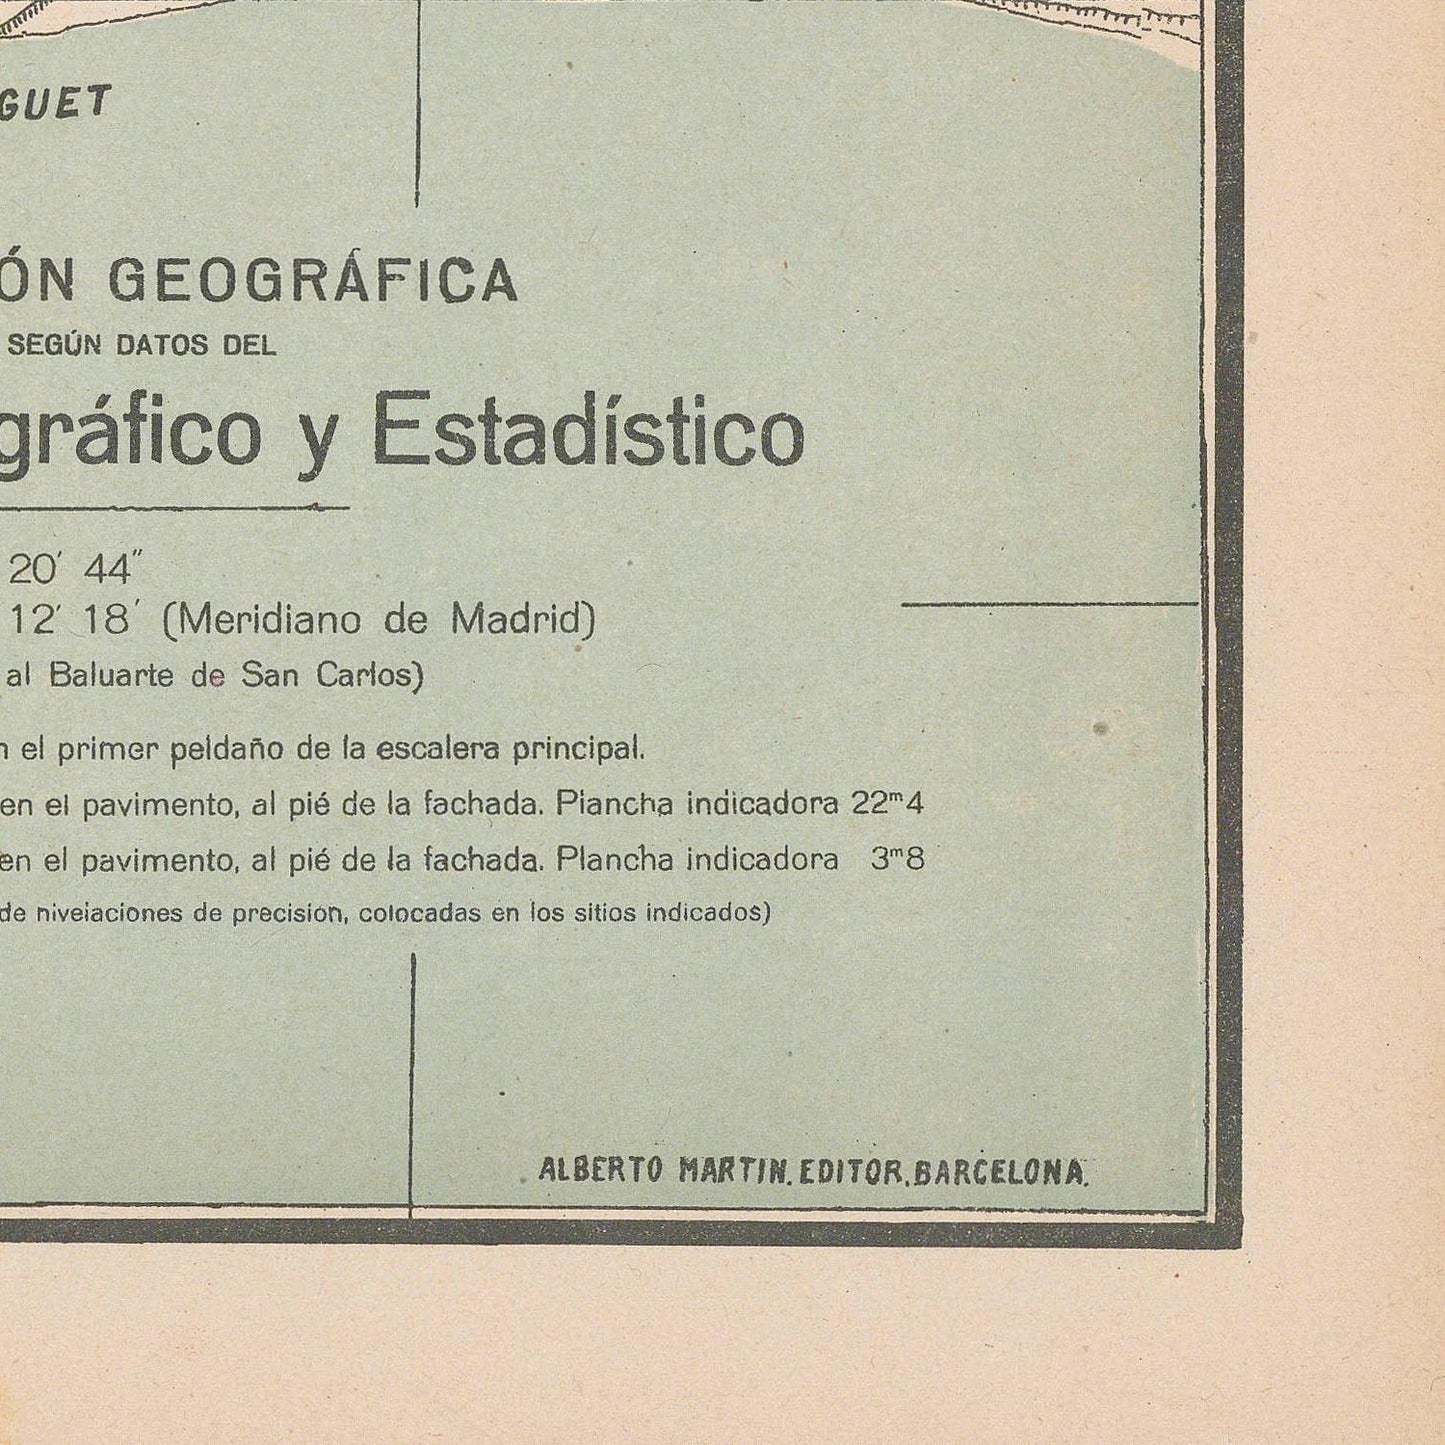 GUET
ÓN GEOGRÁFICA
SEGÚN DATOS DEL
gráfico y Estadístico
20′ 44″
12′ 18′ (Meridiano de Madrid)
al Baluarte de San Carlos)
n el primer peldaño de la escalera principal.
en el pavimento, al pié de la fachada. Plancha indicadora 22ᵐ4
en el pavimento, al pié de la fachada. Plancha indicadora 3ᵐ8
de nivelaciones de precisión, colocadas en los sitios indicados)
ALBERTO MARTIN. EDITOR. BARCELONA.